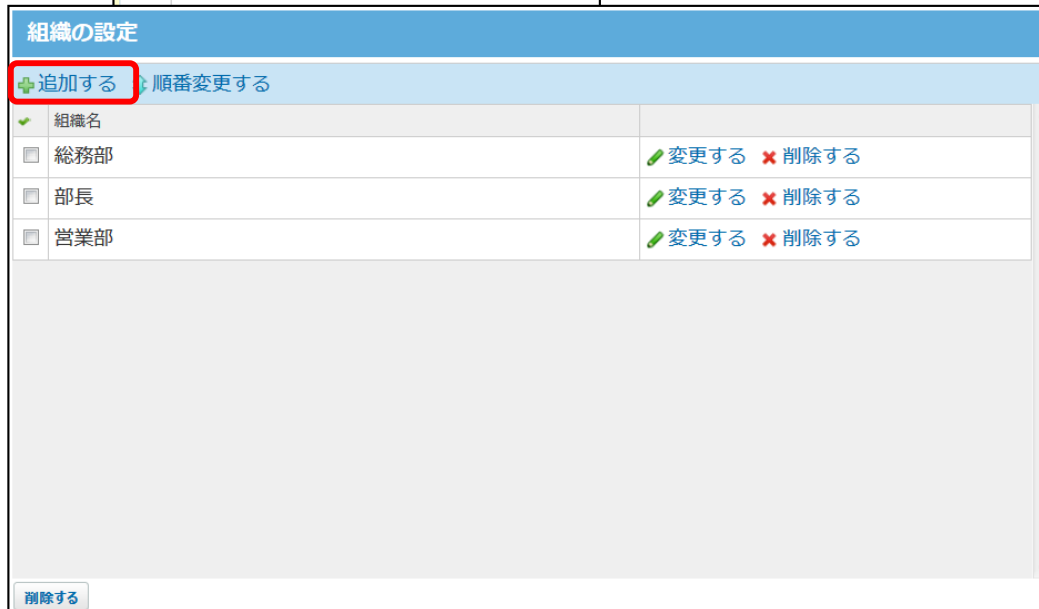 組織の設定
追加する 順番変更する
組織名
総務部 変更する 削除する
部長 変更する 削除する
営業部 変更する 削除する
削除する